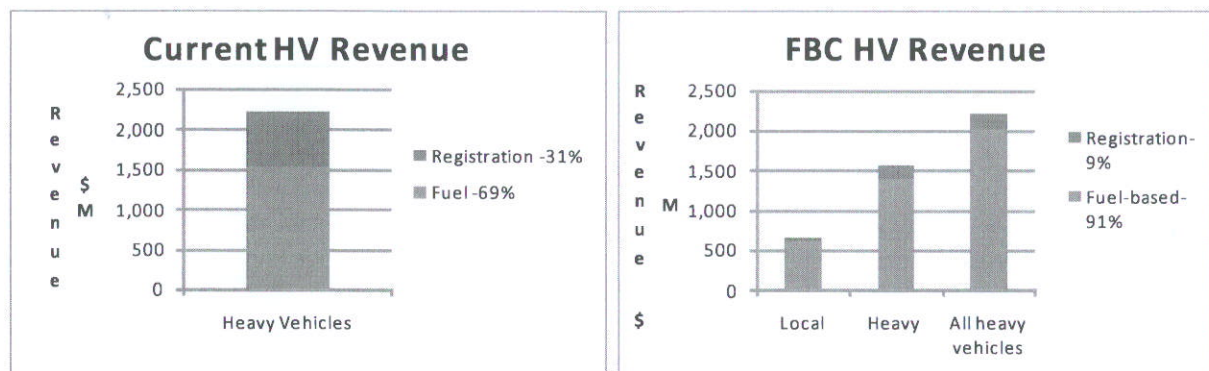 Current HV Revenue
Revenue
$M
2,500
2,000
1,500
1,000
500
0
Heavy Vehicles
Registration -31%
Fuel -69%
FBC HV Revenue
Revenue $
M
2,500
2,000
1,500
1,000
500
0
Local
Heavy
All heavy
vehicles
Registration-
9%
Fuel-based-
91%